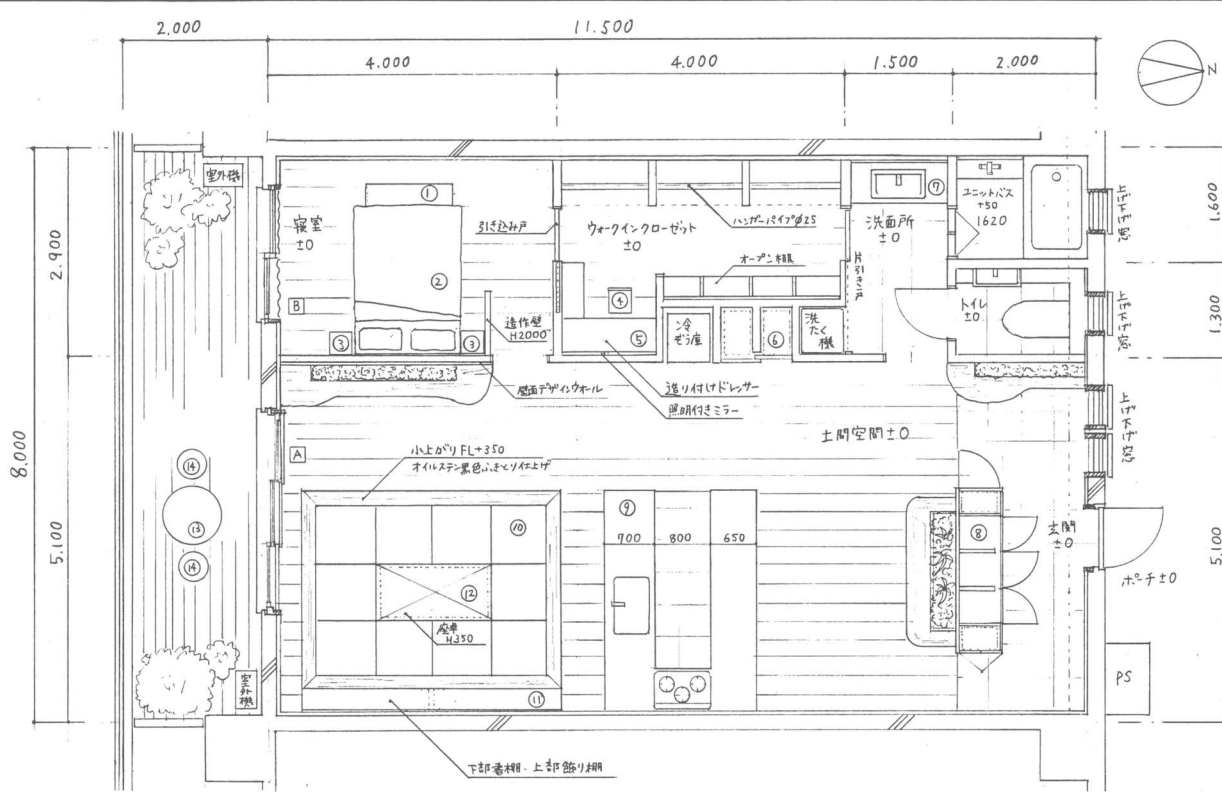 2.000
11.500
4.000
4.000
1.500
2.000
N
室外機
寝室
±0
①
引き込み戸
ウォークインクローゼット
±0
ハンガーパイプφ25
洗面所
±0
⑦
ユニットバス
+50
1620
上げ下げ窓
1.600
2.900
②
B
③
③
造作壁
H2000
④
オープン棚
⑤
冷ぞう庫
⑥
洗たく機
片引き戸
トイレ
±0
上げ下げ窓
1.300
壁面デザインウォール
造り付けドレッサー
照明付きミラー
8.000
A
土間空間±0
上げ下げ窓
小上がりFL+350
オイルステン黒色ふきとり仕上げ
⑭
⑬
⑭
⑩
⑨
700
800
650
⑧
玄関
±0
ポーチ±0
5.100
5.100
⑫
座卓
H350
室外機
⑪
PS
下部書棚・上部飾り棚